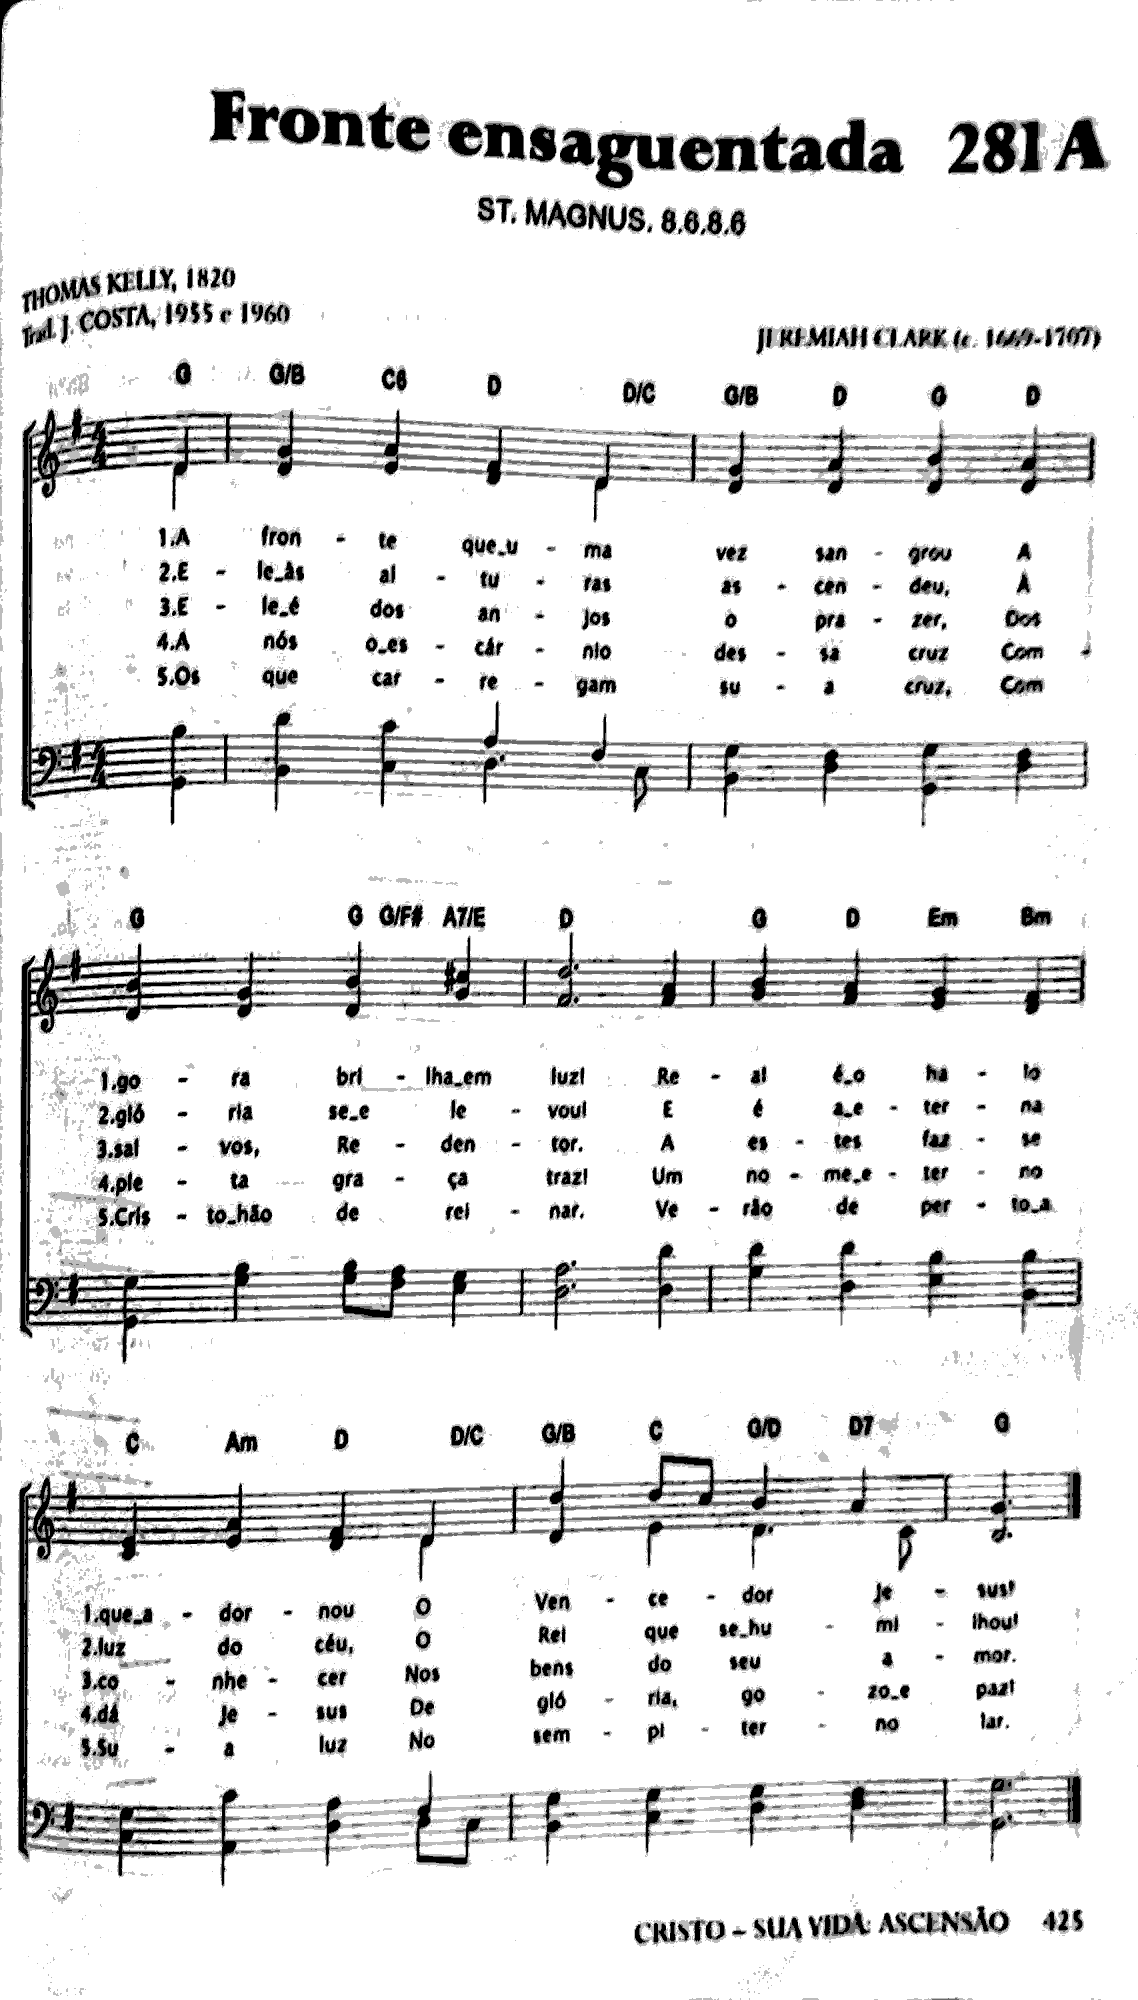 Fronte ensaguentada 281 A
ST. MAGNUS. 8.6.8.6
THOMAS KELLY, 1820
Trad. J. COSTA, 1955 e 1960
JEREMIAH CLARK (c. 1669-1707)
G G/B C6 D D/C G/B D G D
1.A fron - te que_u - ma vez san - grou A
2.E - le_às al - tu - ras as - cen - deu, À
3.E - le_é dos an - jos o pra - zer, Dos
4.A nós o_es - cár - nio des - sa cruz Com -
5.Os que car - re - gam su - a cruz, Com
G G G/F# A7/E D G D Em Bm
1.go - ra bri - lha_em luz! Re - al é_o ha - lo
2.gló - ria se_e le - vou! E é a_e - ter - na
3.sal - vos, Re - den - tor. A es - tes faz - se
4.ple - ta gra - ça traz! Um no - me_e - ter - no
5.Cris - to_hão de rei - nar. Ve - rão de per - to_a
C Am D D/C G/B C G/D D7 G
1.que_a - dor - nou O Ven - ce - dor Je - sus!
2.luz do céu, O Rei que se_hu - mi - lhou!
3.co - nhe - cer Nos bens do seu a - mor.
4.dá Je - sus De gló - ria, go - zo_e paz!
5.Su - a luz No sem - pi - ter - no lar.
CRISTO – SUA VIDA: ASCENSÃO 425